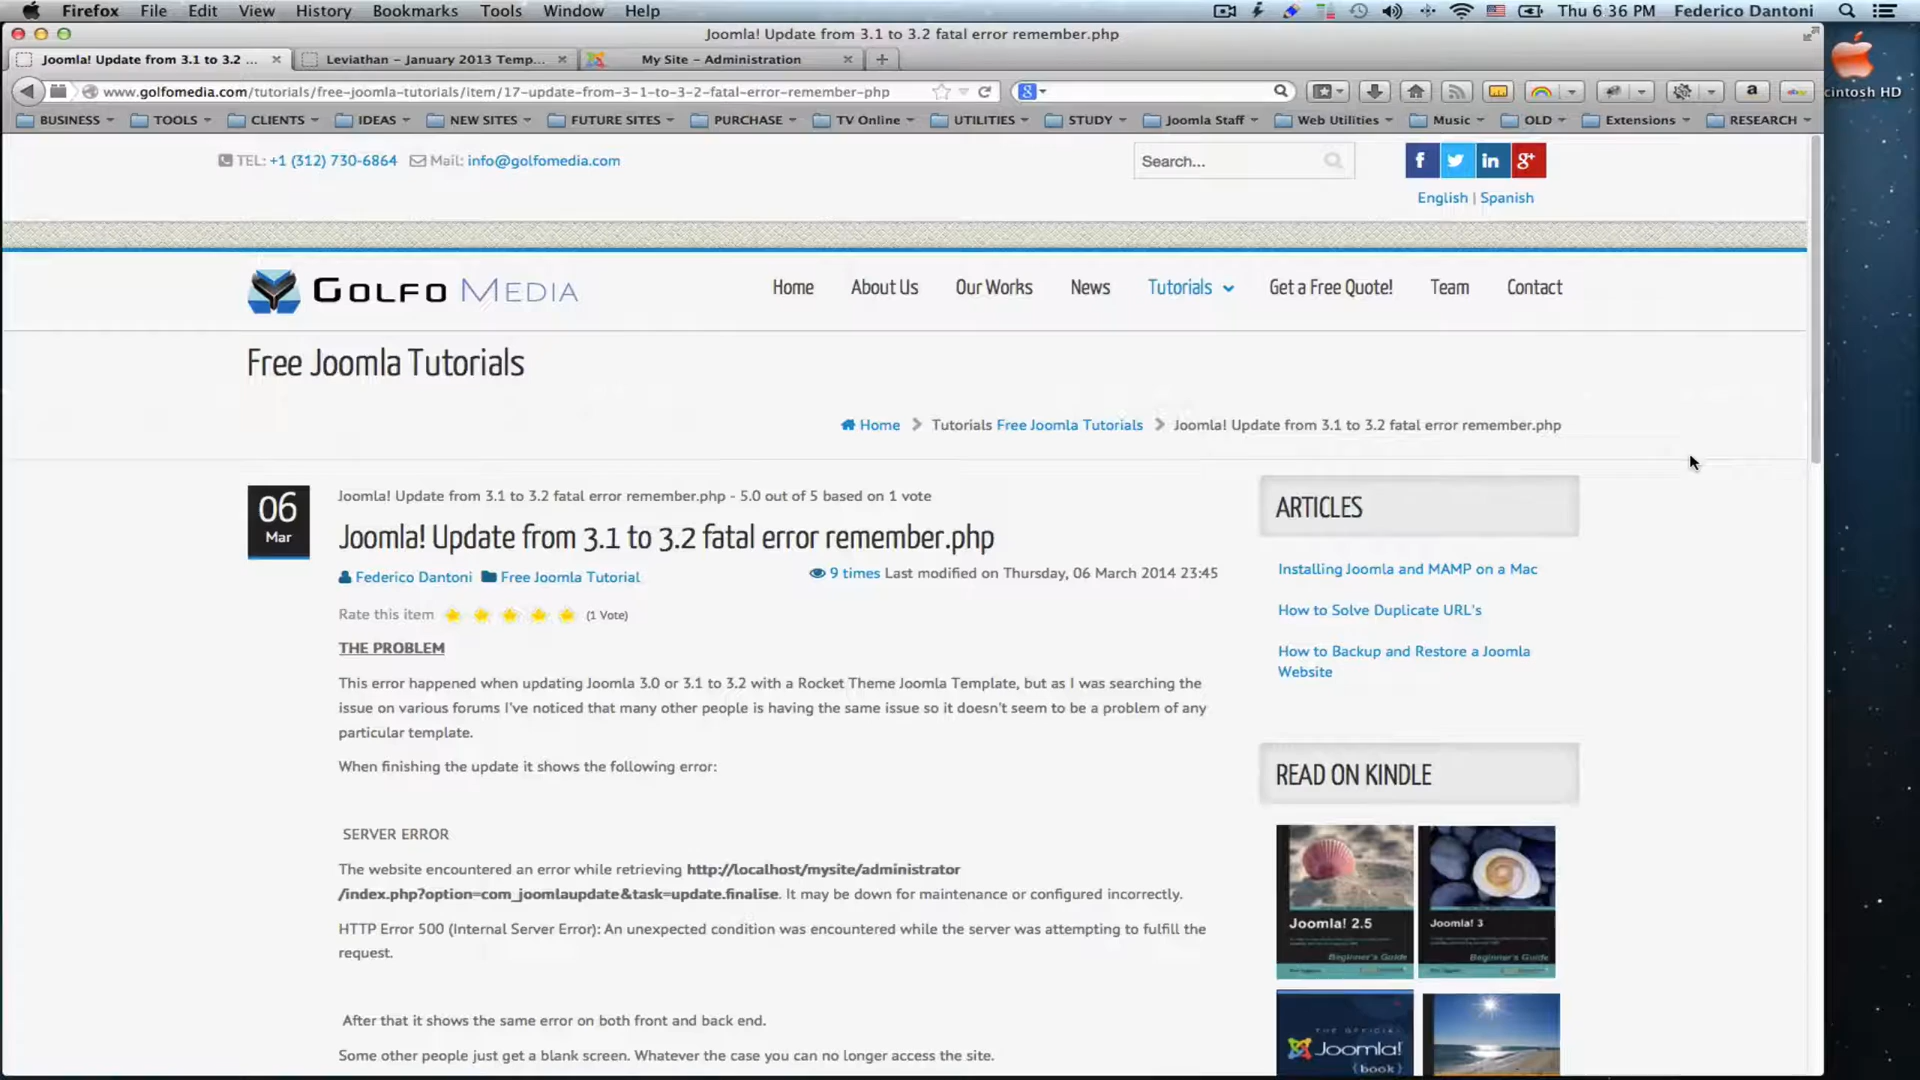 Firefox File Edit View History Bookmarks Tools Window Help Thu 6:36 PM Federico Dantoni
Joomla! Update from 3.1 to 3.2 fatal error remember.php
Joomla! Update from 3.1 to 3.2 ... Leviathan – January 2013 Temp... My Site – Administration
www.golfomedia.com/tutorials/free-joomla-tutorials/item/17-update-from-3-1-to-3-2-fatal-error-remember-php
cintosh HD
BUSINESS TOOLS CLIENTS IDEAS NEW SITES FUTURE SITES PURCHASE TV Online UTILITIES STUDY Joomla Staff Web Utilities Music OLD Extensions RESEARCH
TEL: +1 (312) 730-6864 Mail: info@golfomedia.com
Search...
English | Spanish
GOLFO MEDIA
Home About Us Our Works News Tutorials Get a Free Quote! Team Contact
Free Joomla Tutorials
Home Tutorials Free Joomla Tutorials Joomla! Update from 3.1 to 3.2 fatal error remember.php
06
Mar
Joomla! Update from 3.1 to 3.2 fatal error remember.php - 5.0 out of 5 based on 1 vote
Joomla! Update from 3.1 to 3.2 fatal error remember.php
Federico Dantoni Free Joomla Tutorial
9 times Last modified on Thursday, 06 March 2014 23:45
Rate this item (1 Vote)
THE PROBLEM
This error happened when updating Joomla 3.0 or 3.1 to 3.2 with a Rocket Theme Joomla Template, but as I was searching the
issue on various forums I've noticed that many other people is having the same issue so it doesn't seem to be a problem of any
particular template.
When finishing the update it shows the following error:
SERVER ERROR
The website encountered an error while retrieving http://localhost/mysite/administrator
/index.php?option=com_joomlaupdate&task=update.finalise. It may be down for maintenance or configured incorrectly.
HTTP Error 500 (Internal Server Error): An unexpected condition was encountered while the server was attempting to fulfill the
request.
After that it shows the same error on both front and back end.
Some other people just get a blank screen. Whatever the case you can no longer access the site.
ARTICLES
Installing Joomla and MAMP on a Mac
How to Solve Duplicate URL's
How to Backup and Restore a Joomla
Website
READ ON KINDLE
Joomla! 2.5
Beginner's Guide
Joomla! 3
Beginner's Guide
THE OFFICIAL
Joomla!
(book)